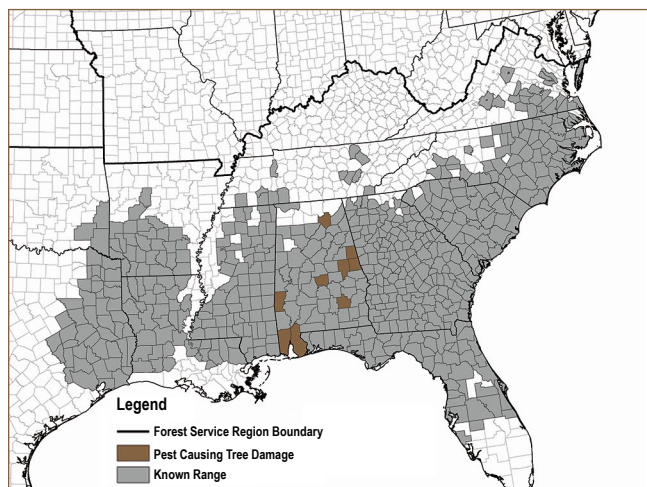 Legend
Forest Service Region Boundary
Pest Causing Tree Damage
Known Range